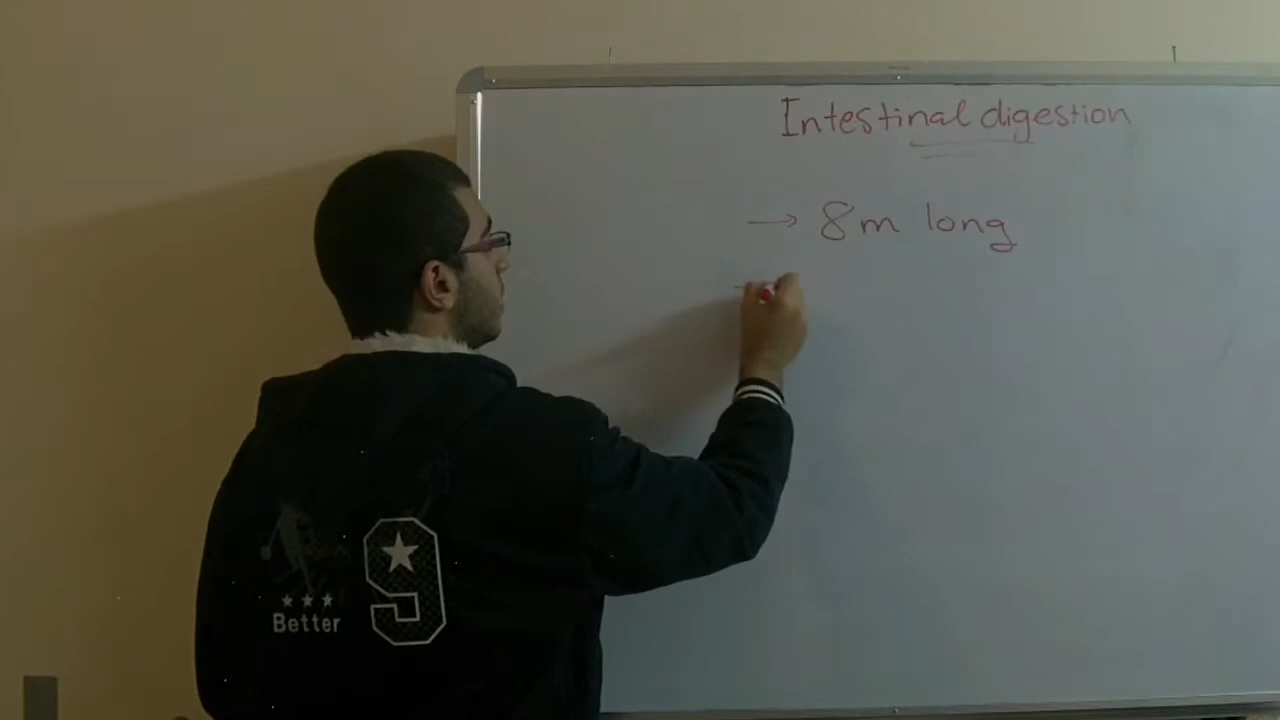 Intestinal digestion
→ 8m long
9
Better